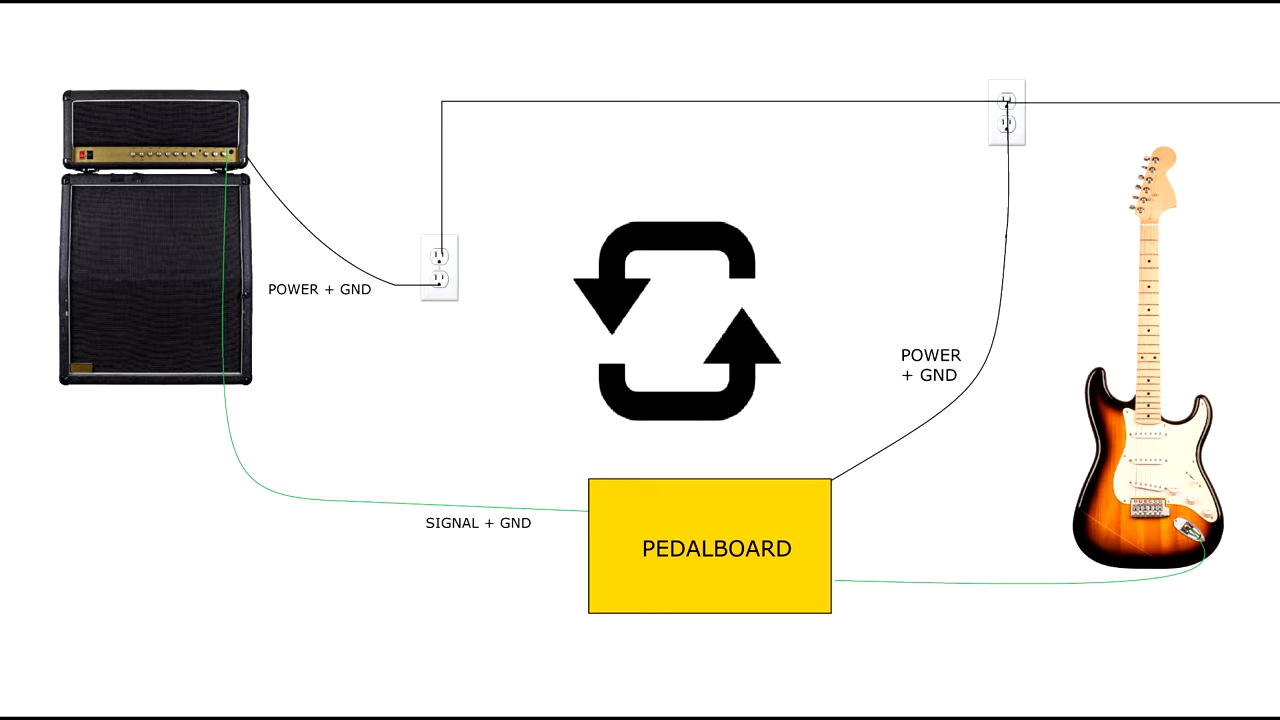 POWER + GND
POWER
+ GND
SIGNAL + GND
PEDALBOARD